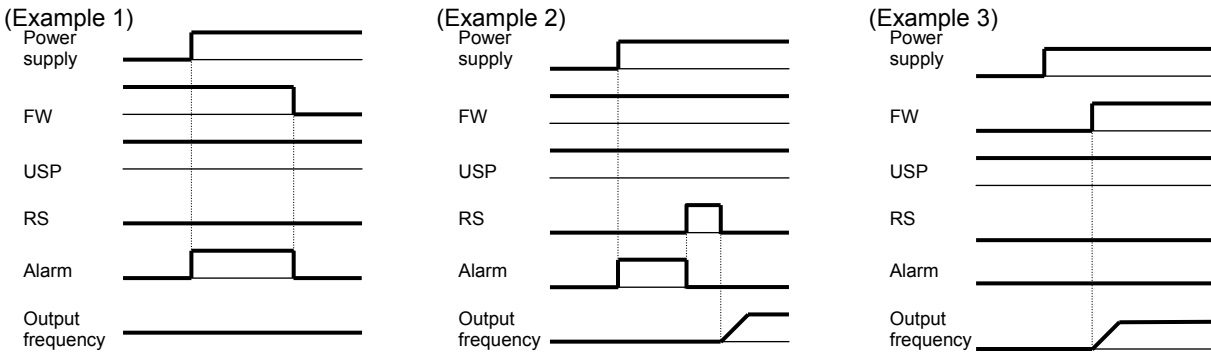 (Example 1)
Power
supply
FW
USP
RS
Alarm
Output
frequency
(Example 2)
Power
supply
FW
USP
RS
Alarm
Output
frequency
(Example 3)
Power
supply
FW
USP
RS
Alarm
Output
frequency